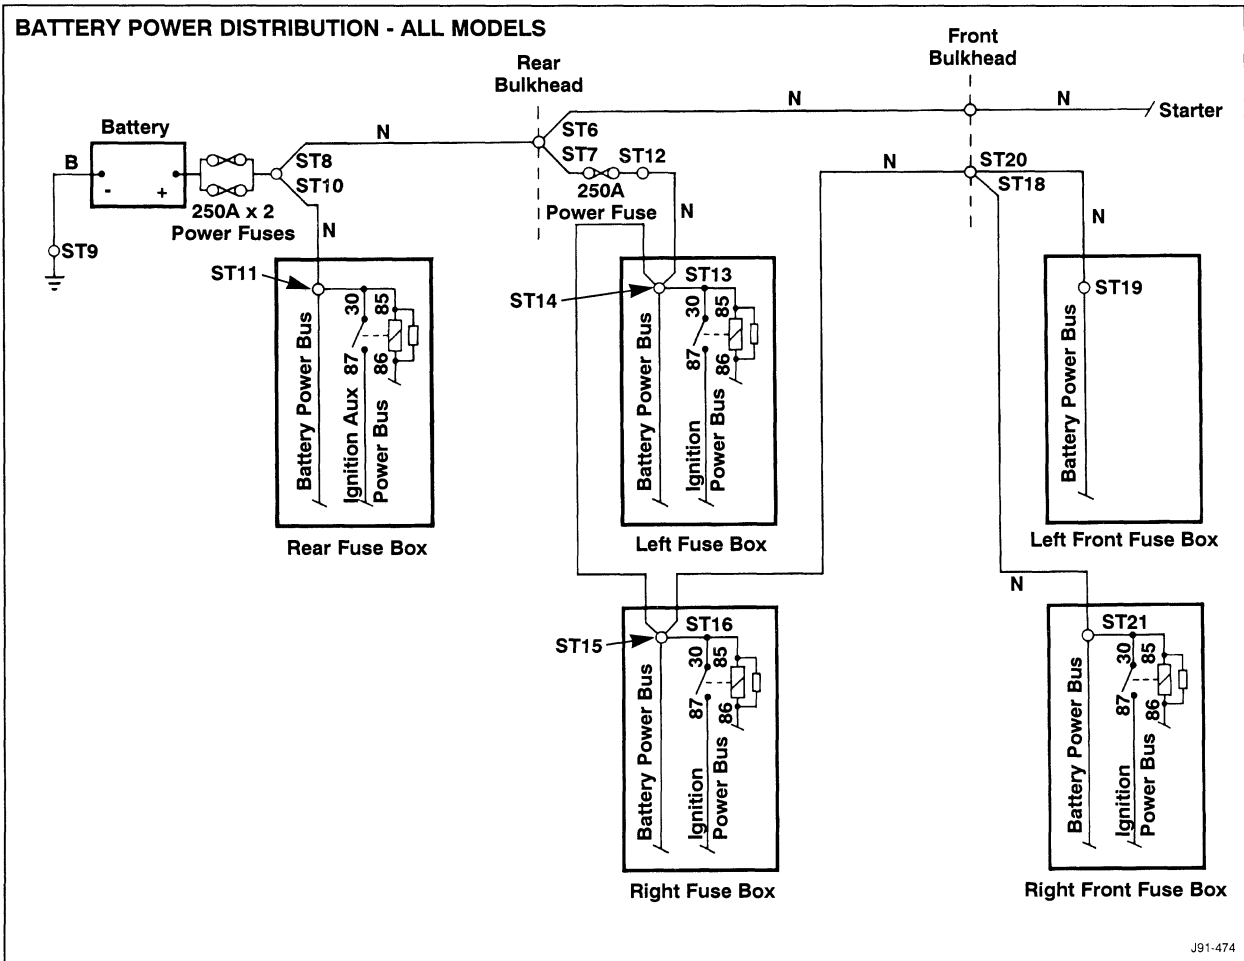 BATTERY POWER DISTRIBUTION - ALL MODELS
Front
Bulkhead
Rear
Bulkhead
N
N
Starter
Battery
N
ST6
ST7
ST12
B
ST8
ST10
- +
250A x 2
Power Fuses
250A
Power Fuse
N
ST20
ST18
N
N
N
ST9
ST11
ST14
ST13
ST19
30
85
87
86
Battery Power Bus
Ignition Aux
Power Bus
Rear Fuse Box
30
85
87
86
Battery Power Bus
Ignition
Power Bus
Left Fuse Box
Battery Power Bus
Left Front Fuse Box
N
ST15
ST16
30
85
87
86
Battery Power Bus
Ignition
Power Bus
Right Fuse Box
ST21
30
85
87
86
Battery Power Bus
Ignition
Power Bus
Right Front Fuse Box
J91-474